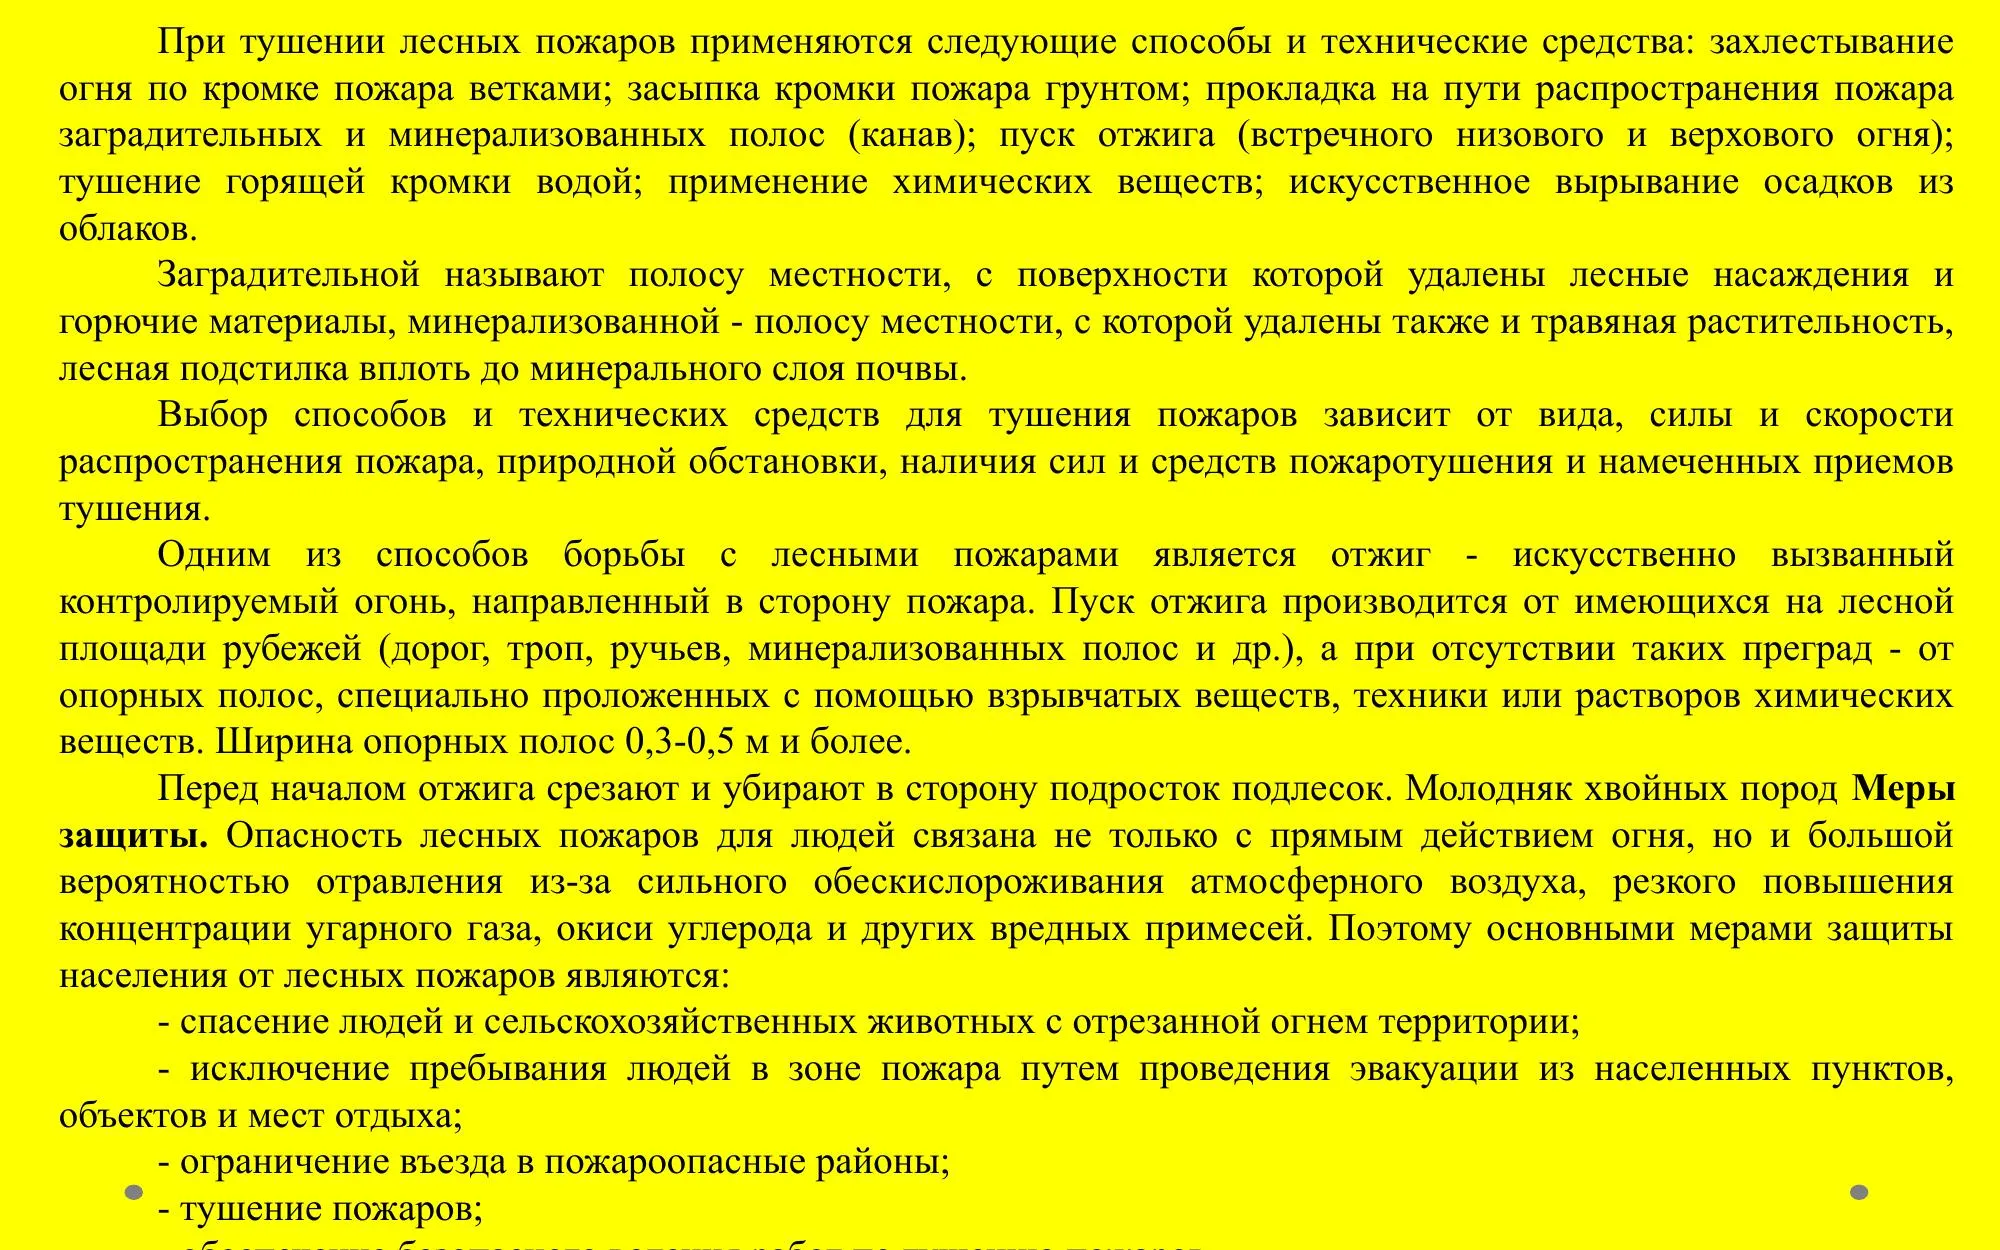 При тушении лесных пожаров применяются следующие способы и технические средства: захлестывание
огня по кромке пожара ветками; засыпка кромки пожара грунтом; прокладка на пути распространения пожара
заградительных и минерализованных полос (канав); пуск отжига (встречного низового и верхового огня);
тушение горящей кромки водой; применение химических веществ; искусственное вырывание осадков из
облаков.
Заградительной называют полосу местности, с поверхности которой удалены лесные насаждения и
горючие материалы, минерализованной - полосу местности, с которой удалены также и травяная растительность,
лесная подстилка вплоть до минерального слоя почвы.
Выбор способов и технических средств для тушения пожаров зависит от вида, силы и скорости
распространения пожара, природной обстановки, наличия сил и средств пожаротушения и намеченных приемов
тушения.
Одним из способов борьбы с лесными пожарами является отжиг - искусственно вызванный
контролируемый огонь, направленный в сторону пожара. Пуск отжига производится от имеющихся на лесной
площади рубежей (дорог, троп, ручьев, минерализованных полос и др.), а при отсутствии таких преград - от
опорных полос, специально проложенных с помощью взрывчатых веществ, техники или растворов химических
веществ. Ширина опорных полос 0,3-0,5 м и более.
Перед началом отжига срезают и убирают в сторону подросток подлесок. Молодняк хвойных пород Меры
защиты. Опасность лесных пожаров для людей связана не только с прямым действием огня, но и большой
вероятностью отравления из-за сильного обескислороживания атмосферного воздуха, резкого повышения
концентрации угарного газа, окиси углерода и других вредных примесей. Поэтому основными мерами защиты
населения от лесных пожаров являются:
- спасение людей и сельскохозяйственных животных с отрезанной огнем территории;
- исключение пребывания людей в зоне пожара путем проведения эвакуации из населенных пунктов,
объектов и мест отдыха;
- ограничение въезда в пожароопасные районы;
- тушение пожаров;